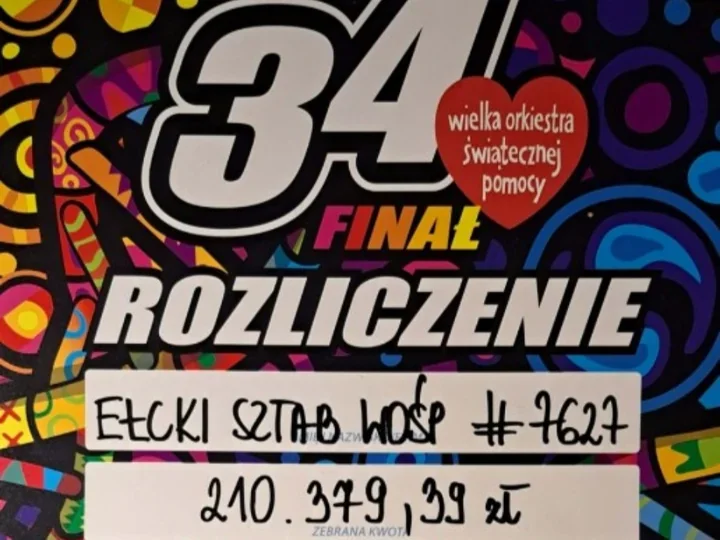 34
wielka orkiestra
świątecznej
pomocy
FINAŁ
ROZLICZENIE
EŁCKI SZTAB WOŚP #7627
210.379,39 zł
ZEBRANA KWOTA